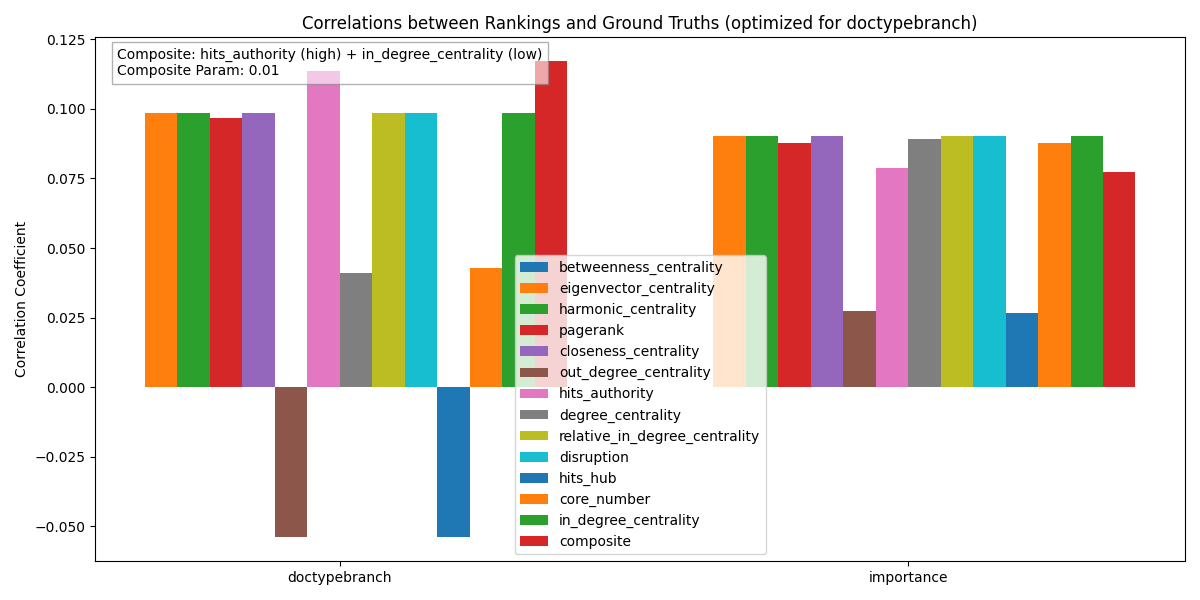 Correlations between Rankings and Ground Truths (optimized for doctypebranch)
Composite: hits_authority (high) + in_degree_centrality (low)
Composite Param: 0.01
Correlation Coefficient
0.125
0.100
0.075
0.050
0.025
0.000
−0.025
−0.050
betweenness_centrality
eigenvector_centrality
harmonic_centrality
pagerank
closeness_centrality
out_degree_centrality
hits_authority
degree_centrality
relative_in_degree_centrality
disruption
hits_hub
core_number
in_degree_centrality
composite
doctypebranch
importance